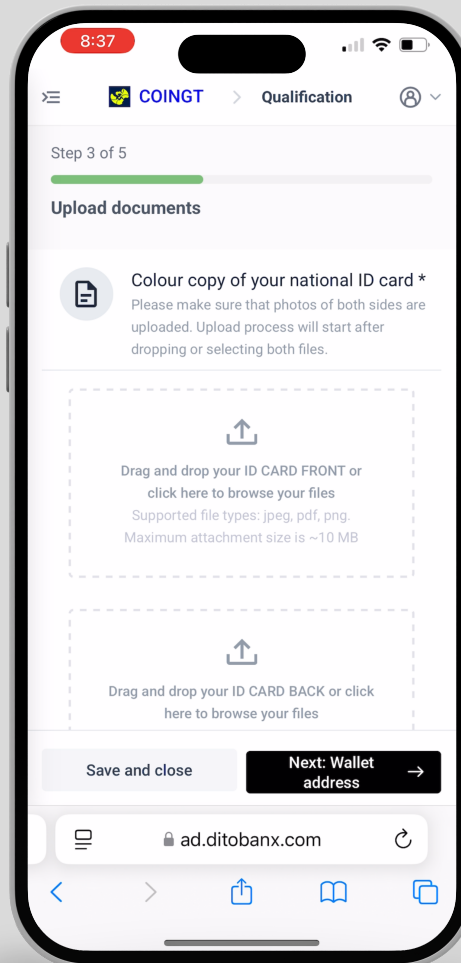 8:37
COINGT
Qualification
Step 3 of 5
Upload documents
Colour copy of your national ID card *
Please make sure that photos of both sides are
uploaded. Upload process will start after
dropping or selecting both files.
Drag and drop your ID CARD FRONT or
click here to browse your files
Supported file types: jpeg, pdf, png.
Maximum attachment size is ~10 MB
Drag and drop your ID CARD BACK or click
here to browse your files
Save and close
Next: Wallet
address
ad.ditobanx.com